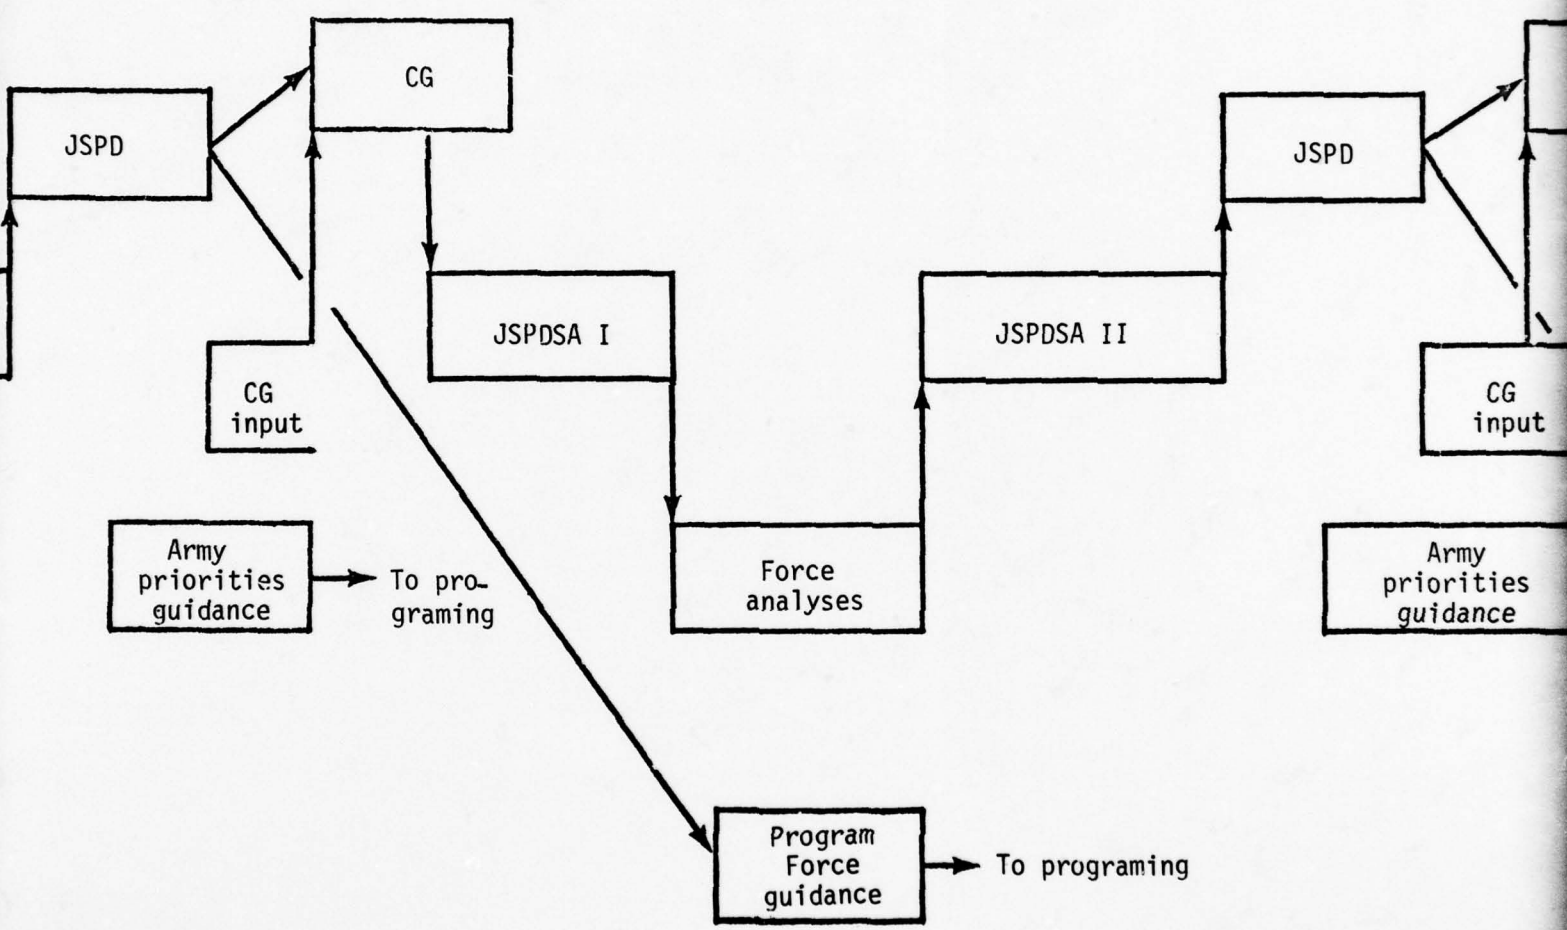 CG
JSPD
JSPD
JSPDSA I
JSPDSA II
CG
input
CG
input
Army
priorities
guidance
To pro-
graming
Force
analyses
Army
priorities
guidance
Program
Force
guidance
To programing